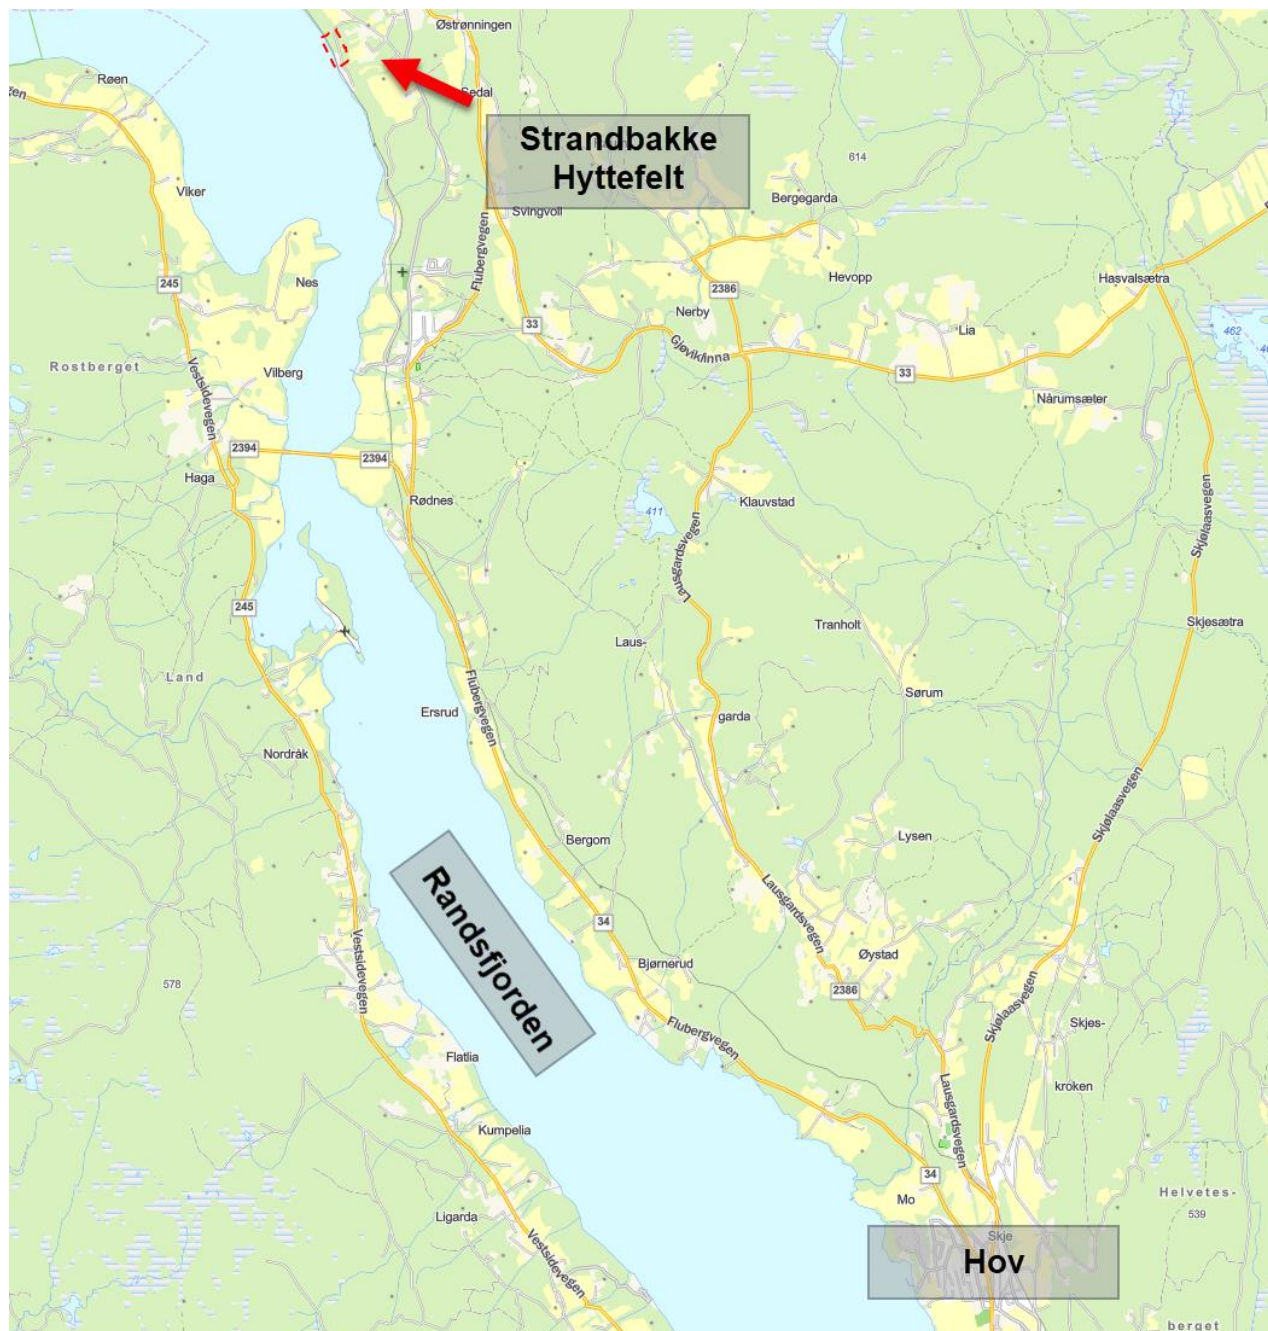 Østrønningen
Røen
Sedal
Strandbakke
Hyttefelt
614
Viker
Bergegarda
Svingvoll
Flubergvegen
245
Nes
Hevopp
Hasvalsætra
2386
Nerby
33
Lia
462
Gjøviklinna
Rostberget
Vilberg
33
Vestsidevegen
Nårumsæter
2394
2394
Haga
Rødnes
Klauvstad
411
Skjølaasvegen
Lausgardsvegen
245
Tranholt
Skjesætra
Laus-
Land
Sørum
Ersrud
Flubergvegen
garda
Nordråk
Skjølaasvegen
Lysen
Bergom
Randsfjorden
Lausgardsvegen
34
Vestsidevegen
Øystad
Bjørnerud
578
2386
Skjølaasvegen
Flubergvegen
Skjes-
Flatlia
kroken
Lausgardsvegen
Kumpelia
34
Mo
Helvetes-
539
Ligarda
Vestsidevegen
Skje
Hov
berget